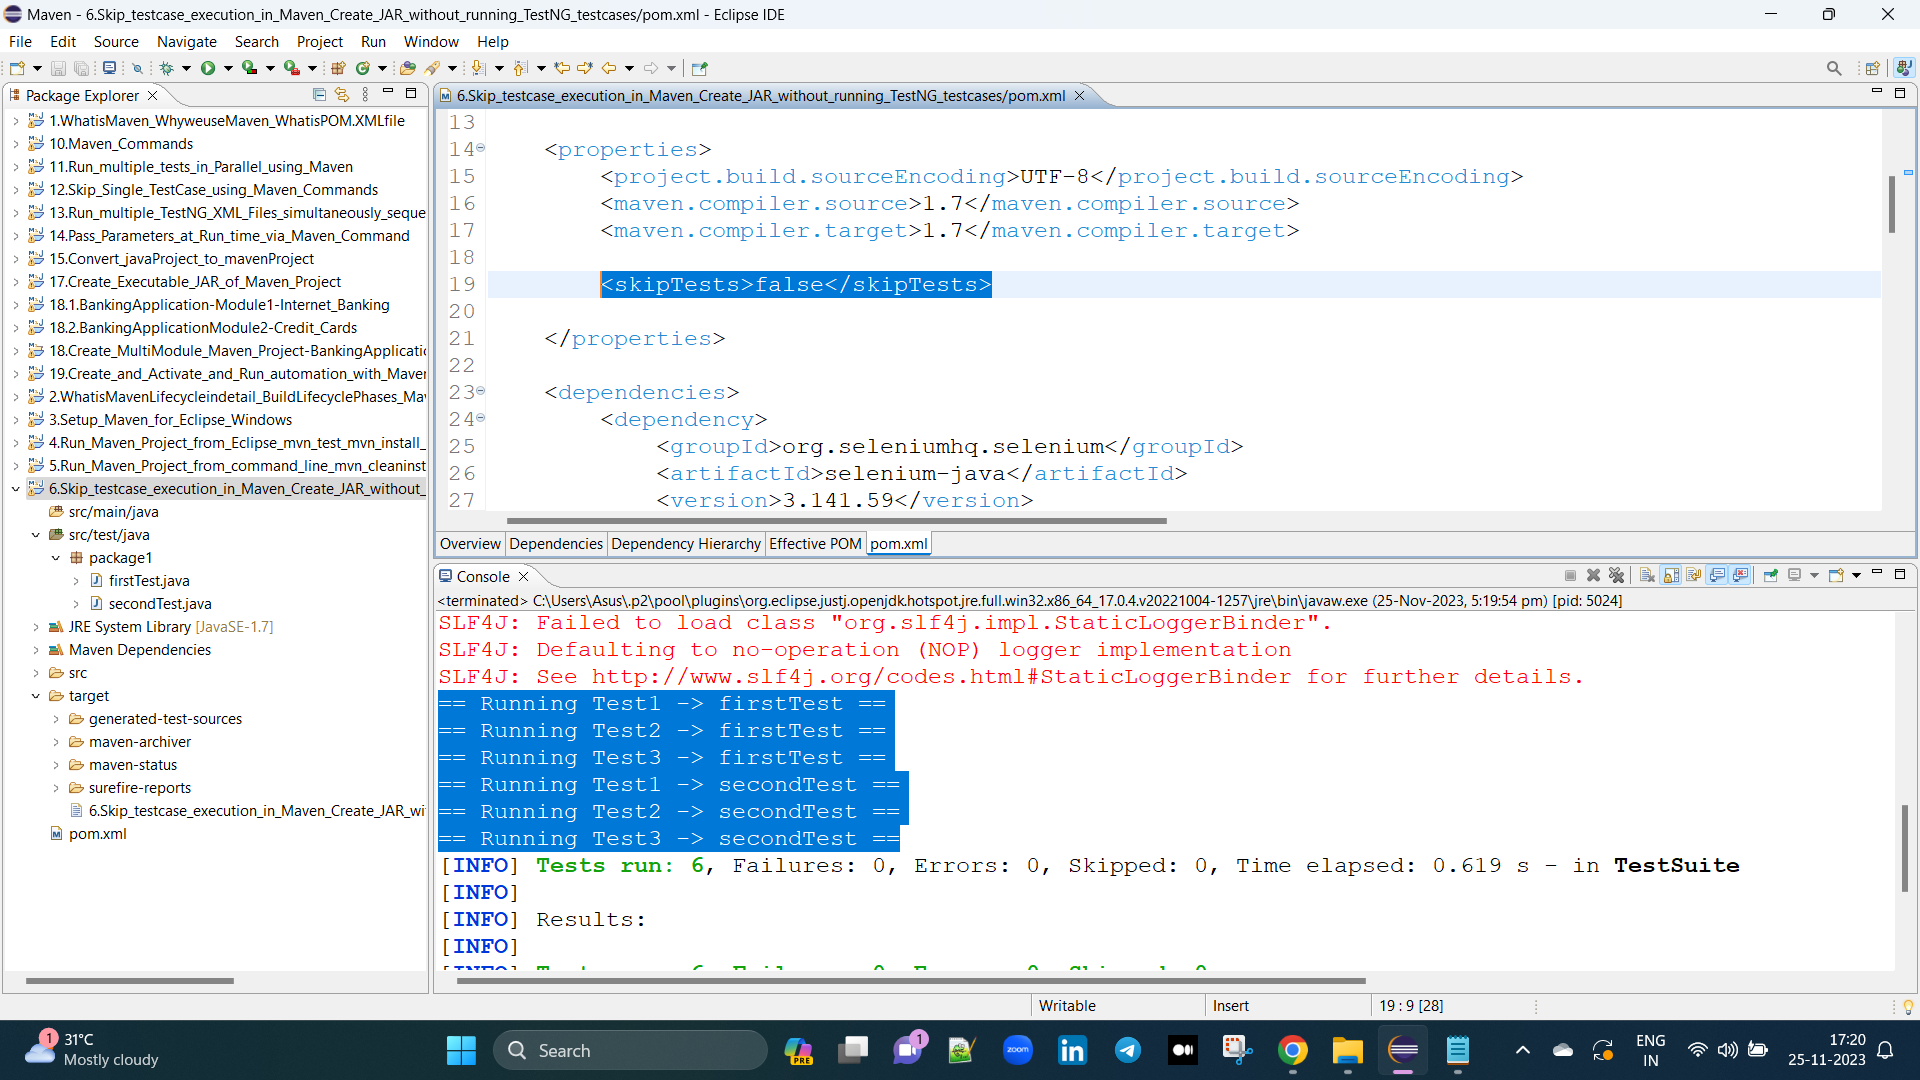 Maven - 6.Skip_testcase_execution_in_Maven_Create_JAR_without_running_TestNG_testcases/pom.xml - Eclipse IDE
File Edit Source Navigate Search Project Run Window Help
Package Explorer
1.WhatisMaven_WhyweuseMaven_WhatisPOM.XMLfile
10.Maven_Commands
11.Run_multiple_tests_in_Parallel_using_Maven
12.Skip_Single_TestCase_using_Maven_Commands
13.Run_multiple_TestNG_XML_Files_simultaneously_seque
14.Pass_Parameters_at_Run_time_via_Maven_Command
15.Convert_javaProject_to_mavenProject
17.Create_Executable_JAR_of_Maven_Project
18.1.BankingApplication-Module1-Internet_Banking
18.2.BankingApplicationModule2-Credit_Cards
18.Create_MultiModule_Maven_Project-BankingApplicatio
19.Create_and_Activate_and_Run_automation_with_Maven
2.WhatisMavenLifecycleindetail_BuildLifecyclePhases_Mav
3.Setup_Maven_for_Eclipse_Windows
4.Run_Maven_Project_from_Eclipse_mvn_test_mvn_install_
5.Run_Maven_Project_from_command_line_mvn_cleaninst
6.Skip_testcase_execution_in_Maven_Create_JAR_without_
src/main/java
src/test/java
package1
firstTest.java
secondTest.java
JRE System Library [JavaSE-1.7]
Maven Dependencies
src
target
generated-test-sources
maven-archiver
maven-status
surefire-reports
6.Skip_testcase_execution_in_Maven_Create_JAR_wi
pom.xml
6.Skip_testcase_execution_in_Maven_Create_JAR_without_running_TestNG_testcases/pom.xml
13
14 <properties>
15 <project.build.sourceEncoding>UTF-8</project.build.sourceEncoding>
16 <maven.compiler.source>1.7</maven.compiler.source>
17 <maven.compiler.target>1.7</maven.compiler.target>
18
19 <skipTests>false</skipTests>
20
21 </properties>
22
23 <dependencies>
24 <dependency>
25 <groupId>org.seleniumhq.selenium</groupId>
26 <artifactId>selenium-java</artifactId>
27 <version>3.141.59</version>
Overview Dependencies Dependency Hierarchy Effective POM pom.xml
Console
<terminated> C:\Users\Asus\.p2\pool\plugins\org.eclipse.justj.openjdk.hotspot.jre.full.win32.x86_64_17.0.4.v20221004-1257\jre\bin\javaw.exe (25-Nov-2023, 5:19:54 pm) [pid: 5024]
SLF4J: Failed to load class "org.slf4j.impl.StaticLoggerBinder".
SLF4J: Defaulting to no-operation (NOP) logger implementation
SLF4J: See http://www.slf4j.org/codes.html#StaticLoggerBinder for further details.
== Running Test1 -> firstTest ==
== Running Test2 -> firstTest ==
== Running Test3 -> firstTest ==
== Running Test1 -> secondTest ==
== Running Test2 -> secondTest ==
== Running Test3 -> secondTest ==
[INFO] Tests run: 6, Failures: 0, Errors: 0, Skipped: 0, Time elapsed: 0.619 s - in TestSuite
[INFO]
[INFO] Results:
[INFO]
Writable Insert 19 : 9 [28]
1
31°C
Mostly cloudy
Search
PRE
1
zoom
ENG
IN
17:20
25-11-2023